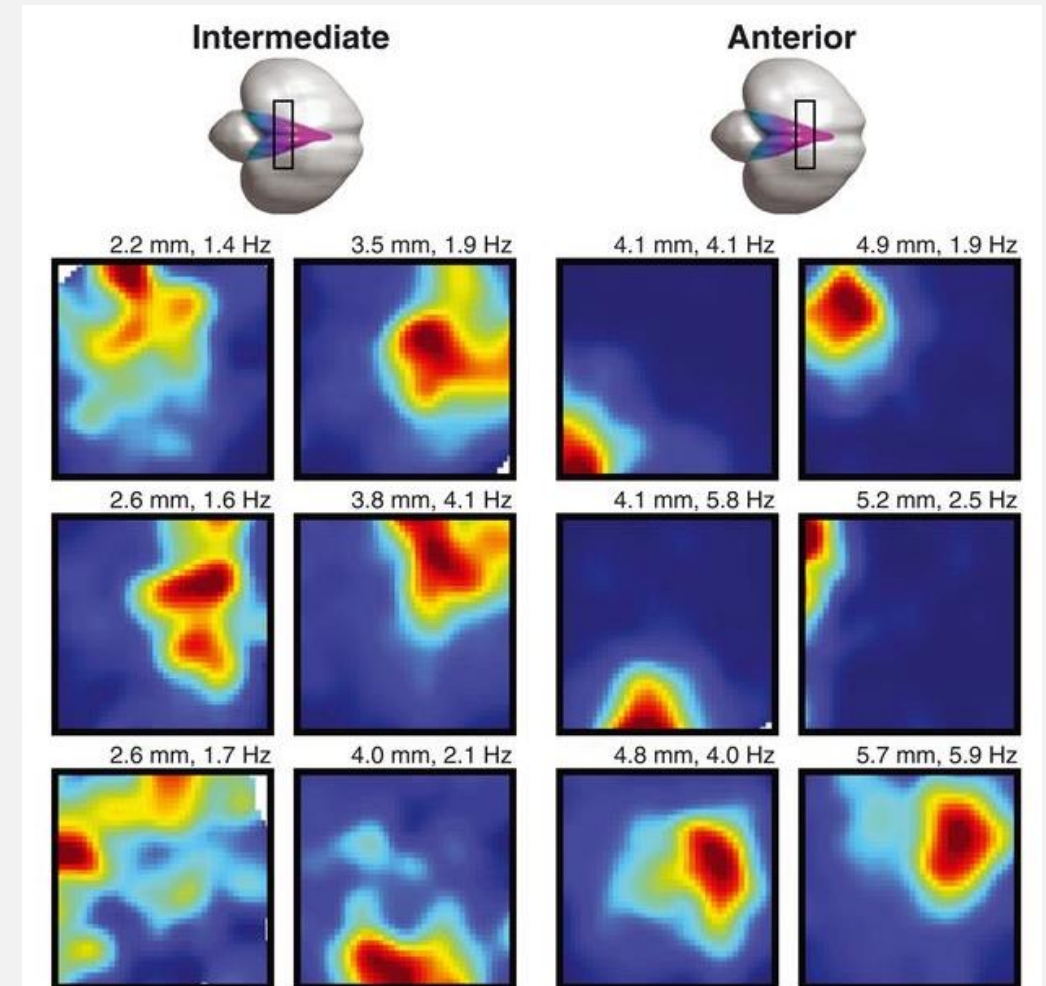 Intermediate
Anterior
2.2 mm, 1.4 Hz
3.5 mm, 1.9 Hz
4.1 mm, 4.1 Hz
4.9 mm, 1.9 Hz
2.6 mm, 1.6 Hz
3.8 mm, 4.1 Hz
4.1 mm, 5.8 Hz
5.2 mm, 2.5 Hz
2.6 mm, 1.7 Hz
4.0 mm, 2.1 Hz
4.8 mm, 4.0 Hz
5.7 mm, 5.9 Hz